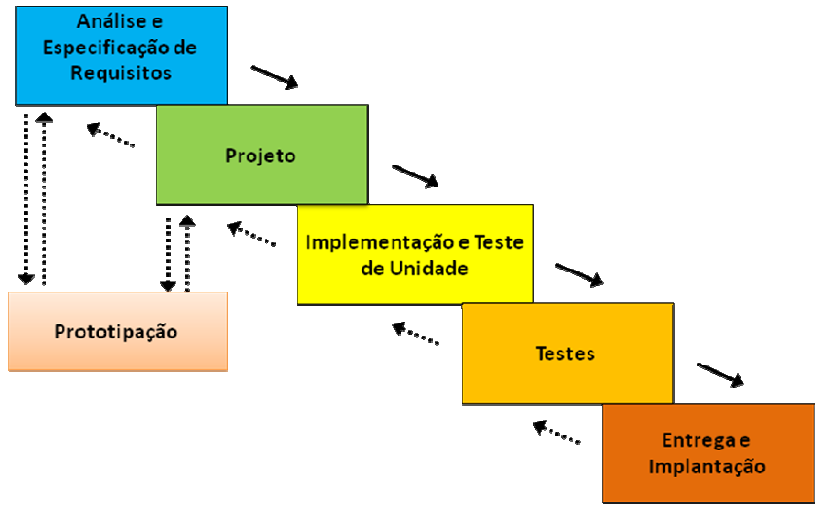 Análise e
Especificação de
Requisitos
Projeto
Implementação e Teste
de Unidade
Prototipação
Testes
Entrega e
Implantação